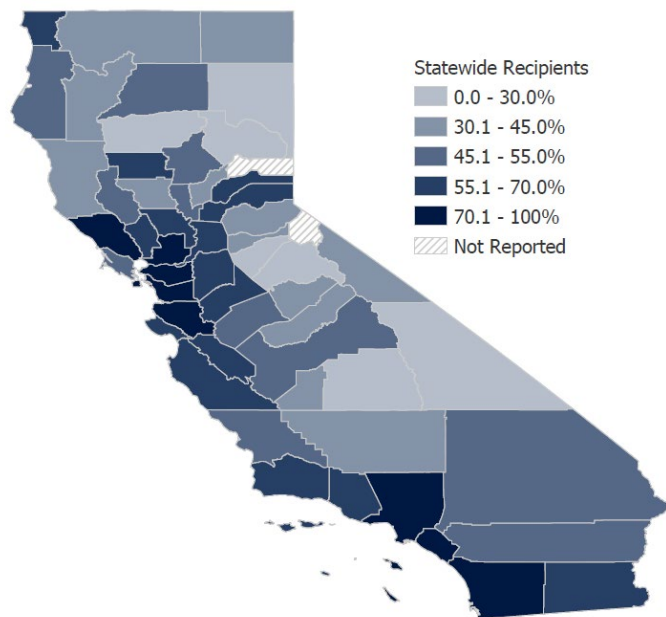 Statewide Recipients
0.0 - 30.0%
30.1 - 45.0%
45.1 - 55.0%
55.1 - 70.0%
70.1 - 100%
Not Reported